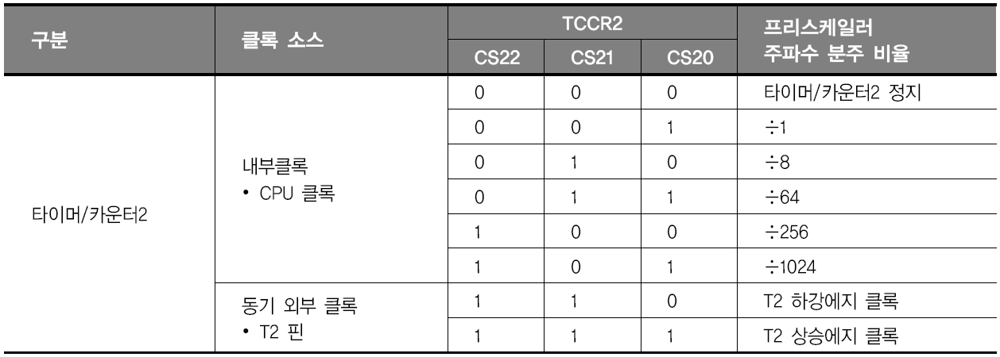 구분 클록 소스 TCCR2 프리스케일러 주파수 분주 비율
CS22 CS21 CS20
타이머/카운터2 내부클록 • CPU 클록 0 0 0 타이머/카운터2 정지
0 0 1 ÷1
0 1 0 ÷8
0 1 1 ÷64
1 0 0 ÷256
1 0 1 ÷1024
동기 외부 클록 • T2 핀 1 1 0 T2 하강에지 클록
1 1 1 T2 상승에지 클록